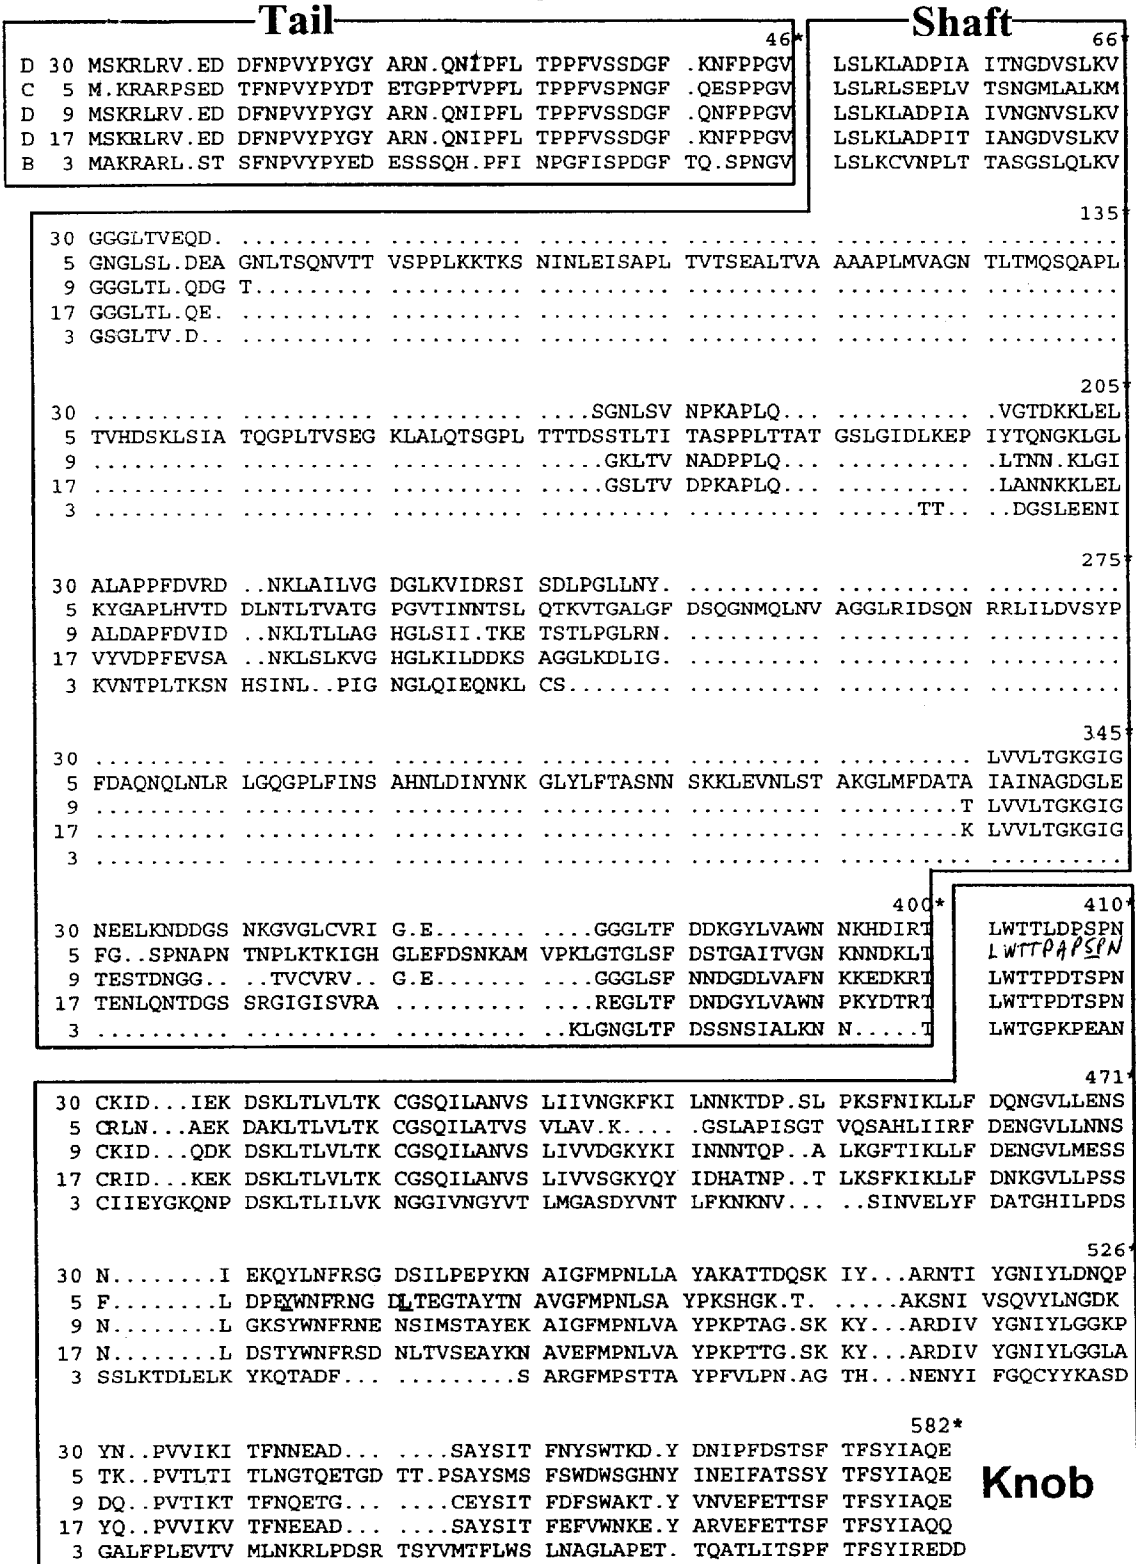 Tail Shaft
46* 66*
D 30 MSKRLRV.ED DFNPVYPYGY ARN.QNIPFL TPPFVSSDGF .KNFPPGV LSLKLADPIA ITNGDVSLKV
C 5 M.KRARPSED TFNPVYPYDT ETGPPTVPFL TPPFVSPNGF .QESPPGV LSLRLSEPLV TSNGMLALKM
D 9 MSKRLRV.ED DFNPVYPYGY ARN.QNIPFL TPPFVSSDGF .QNFPPGV LSLKLADPIA IVNGNVSLKV
D 17 MSKRLRV.ED DFNPVYPYGY ARN.QNIPFL TPPFVSSDGF .KNFPPGV LSLKLADPIT IANGDVSLKV
B 3 MAKRARL.ST SFNPVYPYED ESSSQH.PFI NPGFISPDGF TQ.SPNGV LSLKCVNPLT TASGSLQLKV
135*
30 GGGLTVEQD. .......... .......... .......... .......... .......... ..........
5 GNGLSL.DEA GNLTSQNVTT VSPPLKKTKS NINLEISAPL TVTSEALTVA AAAPLMVAGN TLTMQSQAPL
9 GGGLTL.QDG T......... .......... .......... .......... .......... ..........
17 GGGLTL.QE. .......... .......... .......... .......... .......... ..........
3 GSGLTV.D.. .......... .......... .......... .......... .......... ..........
205*
30 .......... .......... .......... ....SGNLSV NPKAPLQ... .......... .VGTDKKLEL
5 TVHDSKLSIA TQGPLTVSEG KLALQTSGPL TTTDSSTLTI TASPPLTTAT GSLGIDLKEP IYTQNGKLGL
9 .......... .......... .......... .....GKLTV NADPPLQ... .......... .LTNN.KLGI
17 .......... .......... .......... .....GSLTV DPKAPLQ... .......... .LANNKKLEL
3 .......... .......... .......... .......... .......... ......TT.. ..DGSLEENI
275*
30 ALAPPFDVRD ..NKLAILVG DGLKVIDRSI SDLPGLLNY. .......... .......... ..........
5 KYGAPLHVTD DLNTLTVATG PGVTINNTSL QTKVTGALGF DSQGNMQLNV AGGLRIDSQN RRLILDVSYP
9 ALDAPFDVID ..NKLTLLAG HGLSII.TKE TSTLPGLRN. .......... .......... ..........
17 VYVDPFEVSA ..NKLSLKVG HGLKILDDKS AGGLKDLIG. .......... .......... ..........
3 KVNTPLTKSN HSINL..PIG NGLQIEQNKL CS........ .......... .......... ..........
345*
30 .......... .......... .......... .......... .......... .......... LVVLTGKGIG
5 FDAQNQLNLR LGQGPLFINS AHNLDINYNK GLYLFTASNN SKKLEVNLST AKGLMFDATA IAINAGDGLE
9 .......... .......... .......... .......... .......... .........T LVVLTGKGIG
17 .......... .......... .......... .......... .......... .........K LVVLTGKGIG
3 .......... .......... .......... .......... .......... .......... ..........
400* 410*
30 NEELKNDDGS NKGVGLCVRI G.E....... ....GGGLTF DDKGYLVAWN NKHDIRT LWTTLDPSPN
5 FG..SPNAPN TNPLKTKIGH GLEFDSNKAM VPKLGTGLSF DSTGAITVGN KNNDKLT LWTTPAPSPN
9 TESTDNGG.. ..TVCVRV.. G.E....... ....GGGLSF NNDGDLVAFN KKEDKRT LWTTPDTSPN
17 TENLQNTDGS SRGIGISVRA .......... ....REGLTF DNDGYLVAWN PKYDTRT LWTTPDTSPN
3 .......... .......... .......... ..KLGNGLTF DSSNSIALKN N.....T LWTGPKPEAN
471*
30 CKID...IEK DSKLTLVLTK CGSQILANVS LIIVNGKFKI LNNKTDP.SL PKSFNIKLLF DQNGVLLENS
5 CRLN...AEK DAKLTLVLTK CGSQILATVS VLAV.K.... .GSLAPISGT VQSAHLIIRF DENGVLLNNS
9 CKID...QDK DSKLTLVLTK CGSQILANVS LIVVDGKYKI INNNTQP..A LKGFTIKLLF DENGVLMESS
17 CRID...KEK DSKLTLVLTK CGSQILANVS LIVVSGKYQY IDHATNP..T LKSFKIKLLF DNKGVLLPSS
3 CIIEYGKQNP DSKLTLILVK NGGIVNGYVT LMGASDYVNT LFKNKNV... ..SINVELYF DATGHILPDS
526*
30 N........I EKQYLNFRSG DSILPEPYKN AIGFMPNLLA YAKATTDQSK IY...ARNTI YGNIYLDNQP
5 F........L DPEYWNFRNG DLTEGTAYTN AVGFMPNLSA YPKSHGK.T. .....AKSNI VSQVYLNGDK
9 N........L GKSYWNFRNE NSIMSTAYEK AIGFMPNLVA YPKPTAG.SK KY...ARDIV YGNIYLGGKP
17 N........L DSTYWNFRSD NLTVSEAYKN AVEFMPNLVA YPKPTTG.SK KY...ARDIV YGNIYLGGLA
3 SSLKTDLELK YKQTADF... .........S ARGFMPSTTA YPFVLPN.AG TH...NENYI FGQCYYKASD
582*
30 YN..PVVIKI TFNNEAD... ....SAYSIT FNYSWTKD.Y DNIPFDSTSF TFSYIAQE
5 TK..PVTLTI TLNGTQETGD TT.PSAYSMS FSWDWSGHNY INEIFATSSY TFSYIAQE
9 DQ..PVTIKT TFNQETG... ....CEYSIT FDFSWAKT.Y VNVEFETTSF TFSYIAQE
17 YQ..PVVIKV TFNEEAD... ....SAYSIT FEFVWNKE.Y ARVEFETTSF TFSYIAQQ
3 GALFPLEVTV MLNKRLPDSR TSYVMTFLWS LNAGLAPET. TQATLITSPF TFSYIREDD
Knob